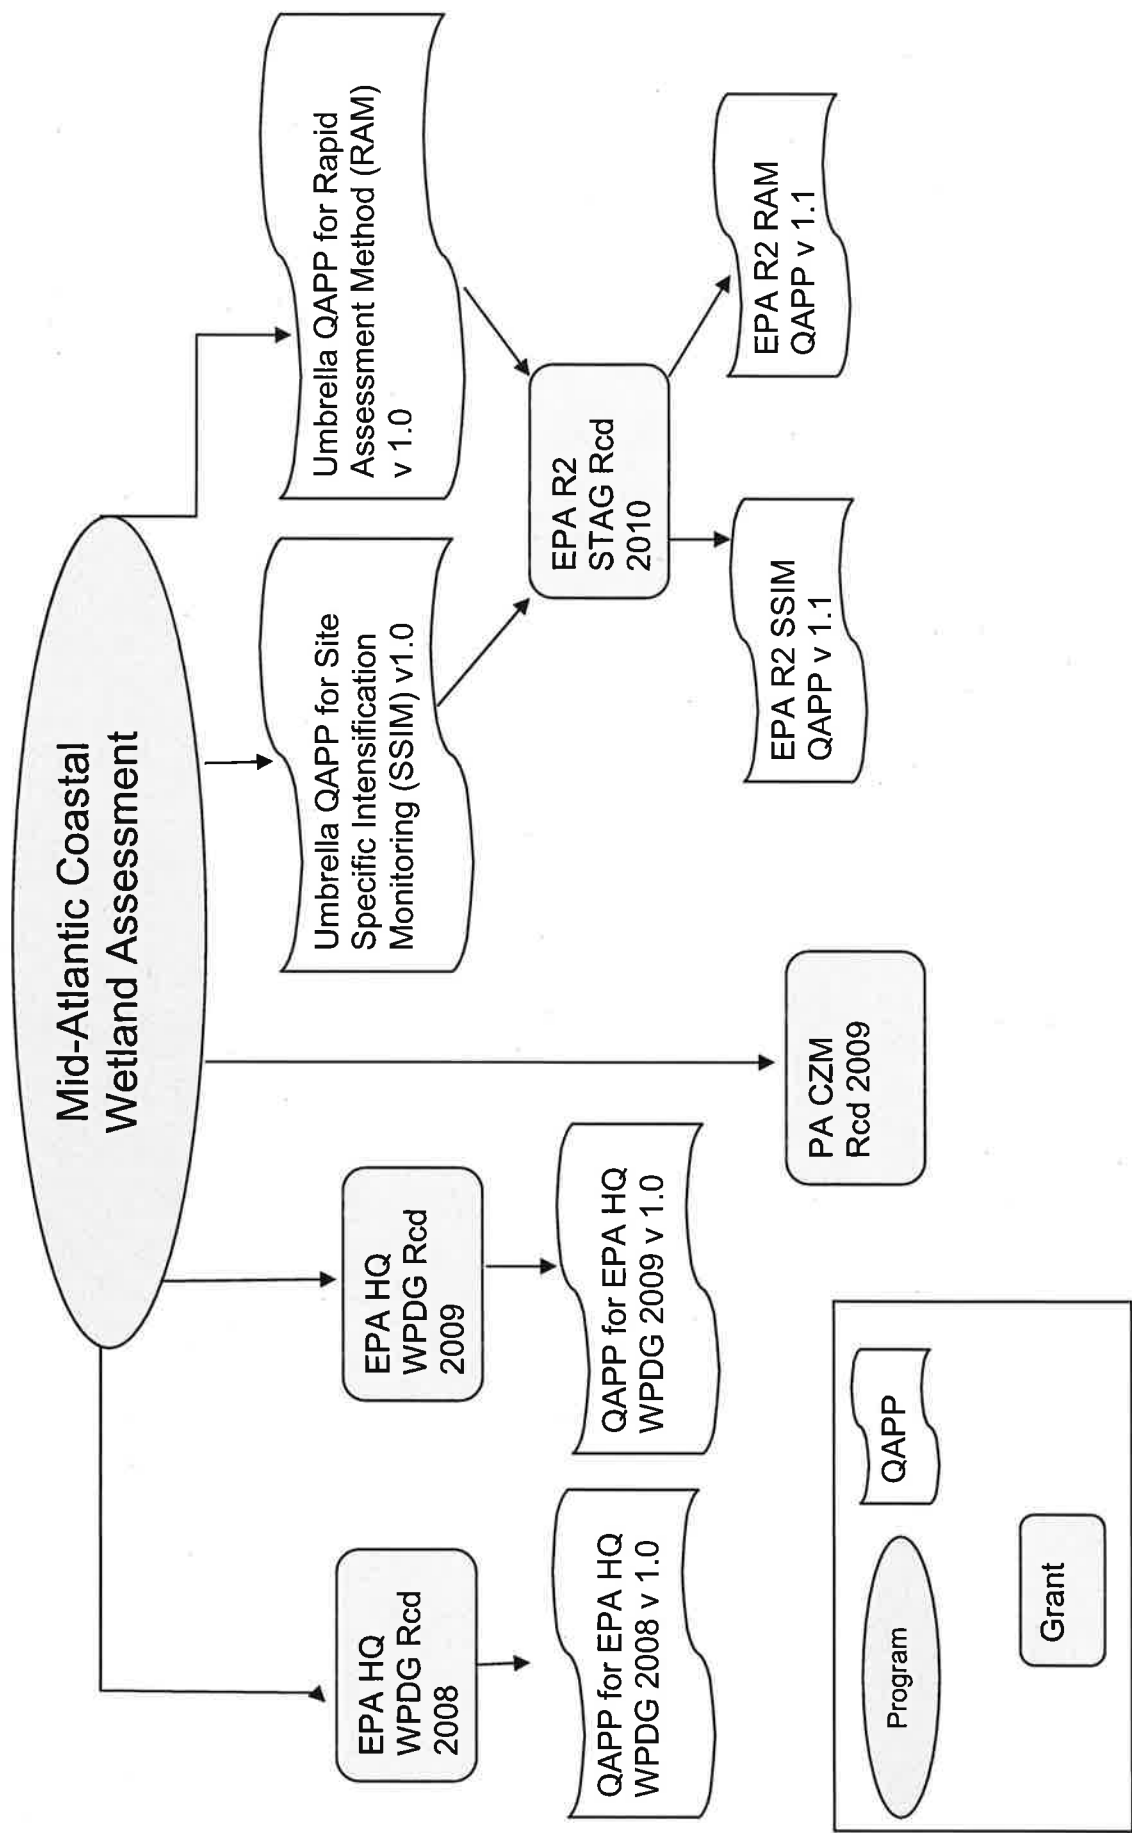 Mid-Atlantic Coastal
Wetland Assessment
EPA HQ
WPDG Rcd
2008
EPA HQ
WPDG Rcd
2009
PA CZM
Rcd 2009
Umbrella QAPP for Site
Specific Intensification
Monitoring (SSIM) v1.0
Umbrella QAPP for Rapid
Assessment Method (RAM)
v 1.0
QAPP for EPA HQ
WPDG 2008 v 1.0
QAPP for EPA HQ
WPDG 2009 v 1.0
EPA R2
STAG Rcd
2010
EPA R2 SSIM
QAPP v 1.1
EPA R2 RAM
QAPP v 1.1
Program
QAPP
Grant